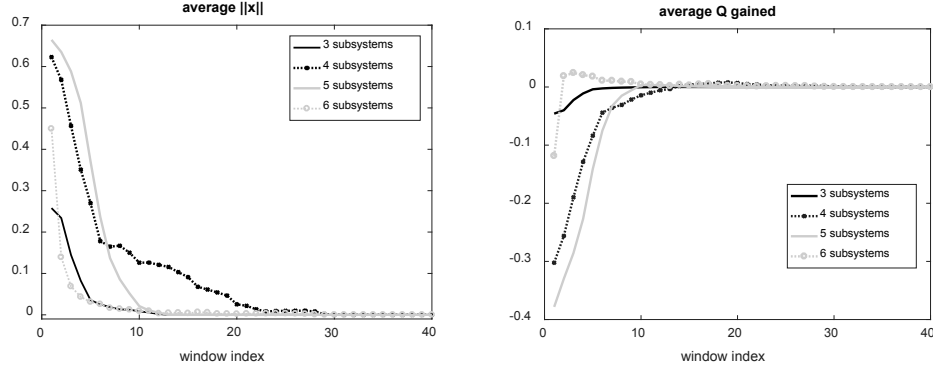 average ||x||
0.7
0.6
0.5
0.4
0.3
0.2
0.1
0
3 subsystems
4 subsystems
5 subsystems
6 subsystems
0 10 20 30 40
window index
average Q gained
0.1
0
-0.1
-0.2
-0.3
-0.4
3 subsystems
4 subsystems
5 subsystems
6 subsystems
0 10 20 30 40
window index